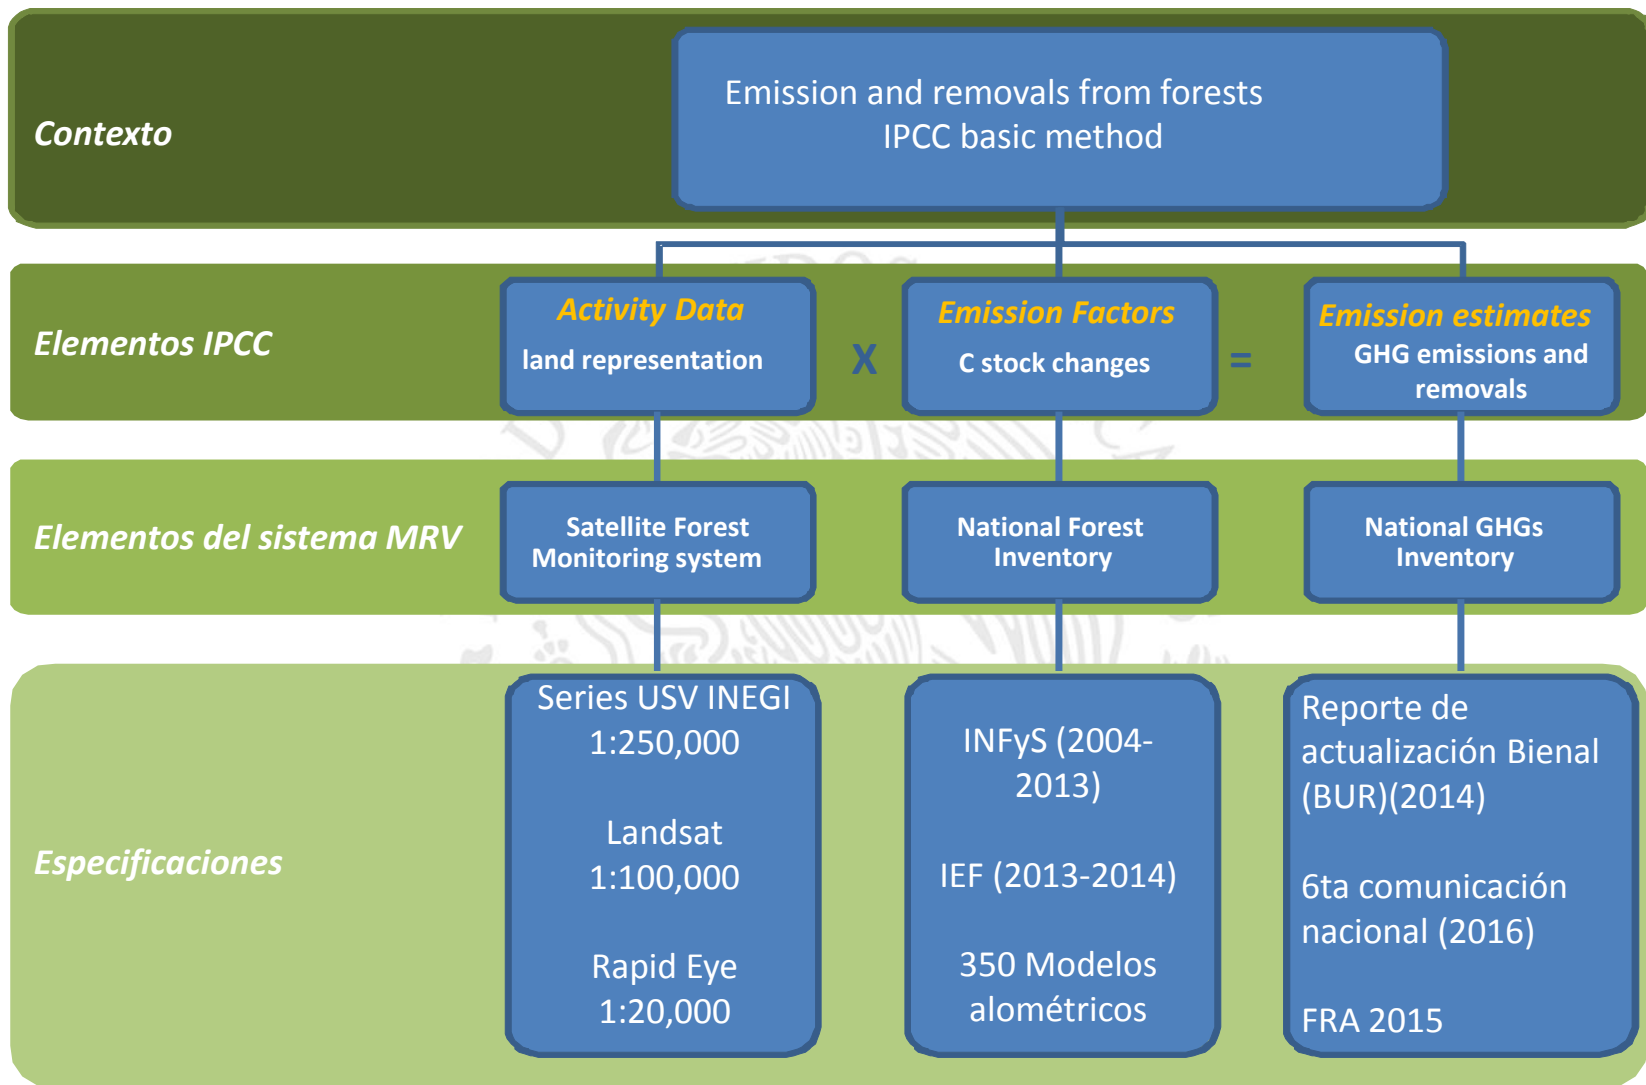 Contexto
Emission and removals from forests
IPCC basic method
Elementos IPCC
Activity Data
land representation
X
Emission Factors
C stock changes
=
Emission estimates
GHG emissions and
removals
Elementos del sistema MRV
Satellite Forest
Monitoring system
National Forest
Inventory
National GHGs
Inventory
Especificaciones
Series USV INEGI
1:250,000
Landsat
1:100,000
Rapid Eye
1:20,000
INFyS (2004-
2013)
IEF (2013-2014)
350 Modelos
alométricos
Reporte de
actualización Bienal
(BUR)(2014)
6ta comunicación
nacional (2016)
FRA 2015